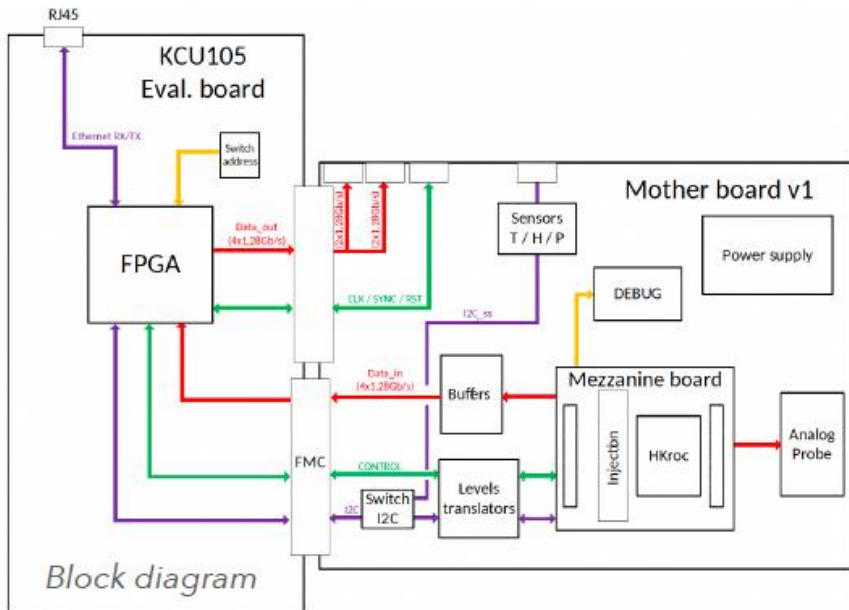 RJ45
KCU105
Eval. board
Ethernet RX/TX
Switch
address
FPGA
Data_out
(4x1.28Gb/s)
(2x1.28Gb/s)
(2x1.28Gb/s)
CLK / SYNC / RST
Mother board v1
Sensors
T / H / P
Power supply
DEBUG
I2C_ss
Data_in
(4x1.28Gb/s)
Buffers
Mezzanine board
Injection
HKroc
Analog
Probe
FMC
CONTROL
Levels
translators
I2C
Switch
I2C
Block diagram